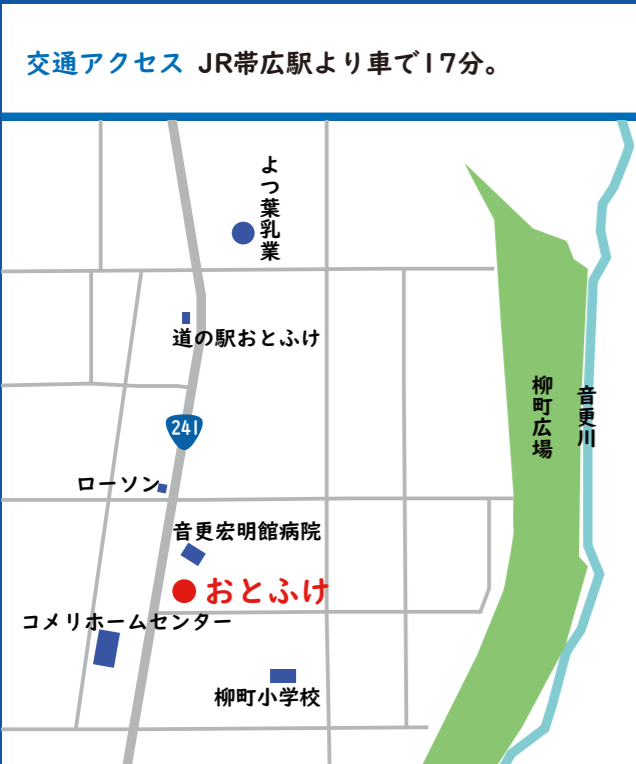 交通アクセス JR帯広駅より車で17分。
よつ葉乳業
道の駅おとふけ
241
柳町広場
音更川
ローソン
音更宏明館病院
おとふけ
コメリホームセンター
柳町小学校